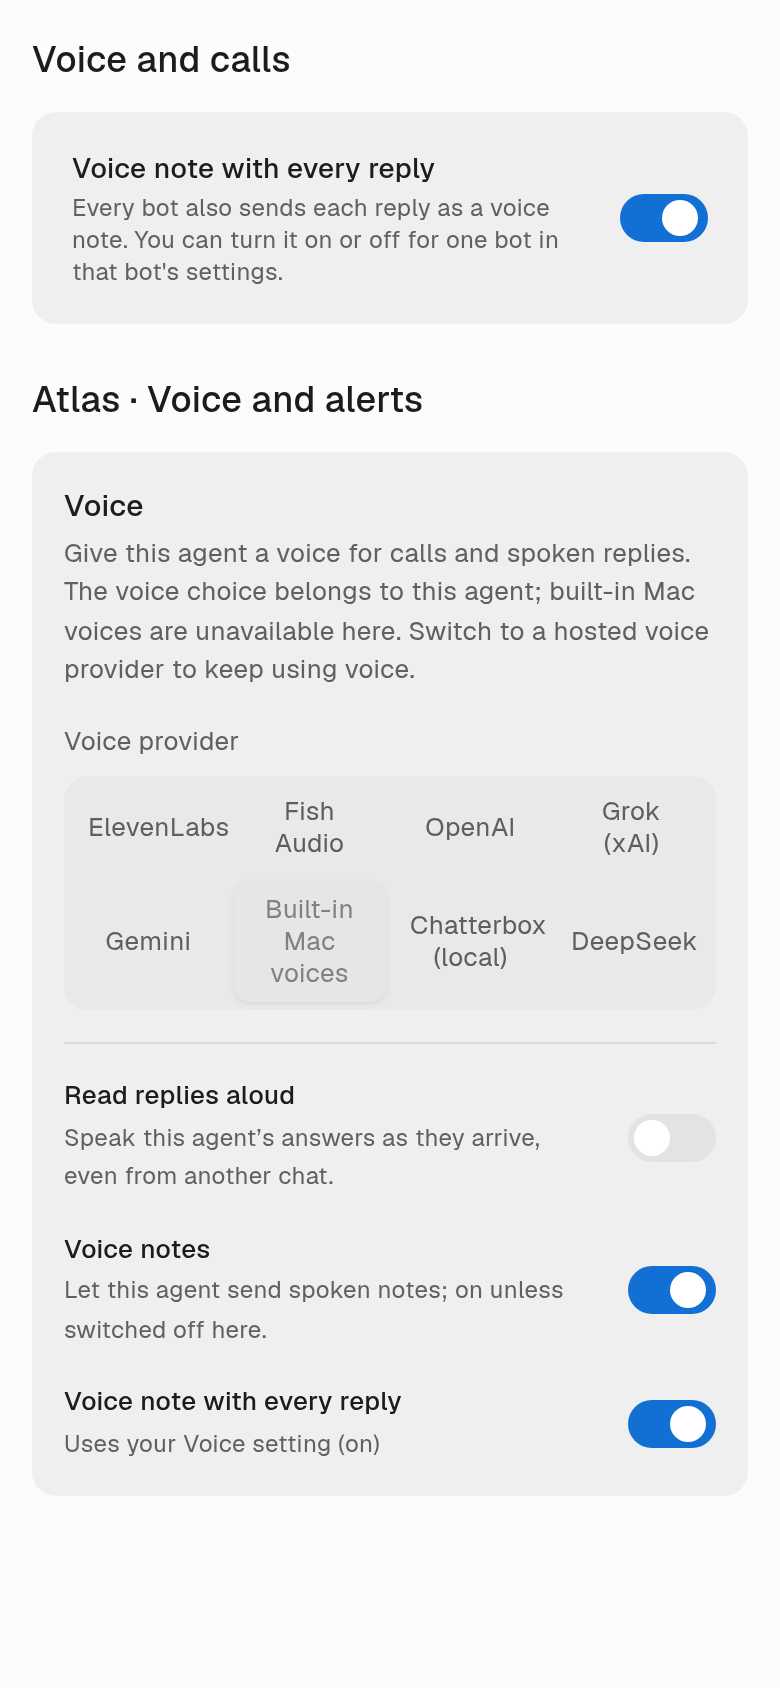 Voice and calls
Voice note with every reply
Every bot also sends each reply as a voice
note. You can turn it on or off for one bot in
that bot's settings.
Atlas · Voice and alerts
Voice
Give this agent a voice for calls and spoken replies.
The voice choice belongs to this agent; built-in Mac
voices are unavailable here. Switch to a hosted voice
provider to keep using voice.
Voice provider
ElevenLabs
Fish
Audio
OpenAI
Grok
(xAI)
Gemini
Built-in
Mac
voices
Chatterbox
(local)
DeepSeek
Read replies aloud
Speak this agent’s answers as they arrive,
even from another chat.
Voice notes
Let this agent send spoken notes; on unless
switched off here.
Voice note with every reply
Uses your Voice setting (on)